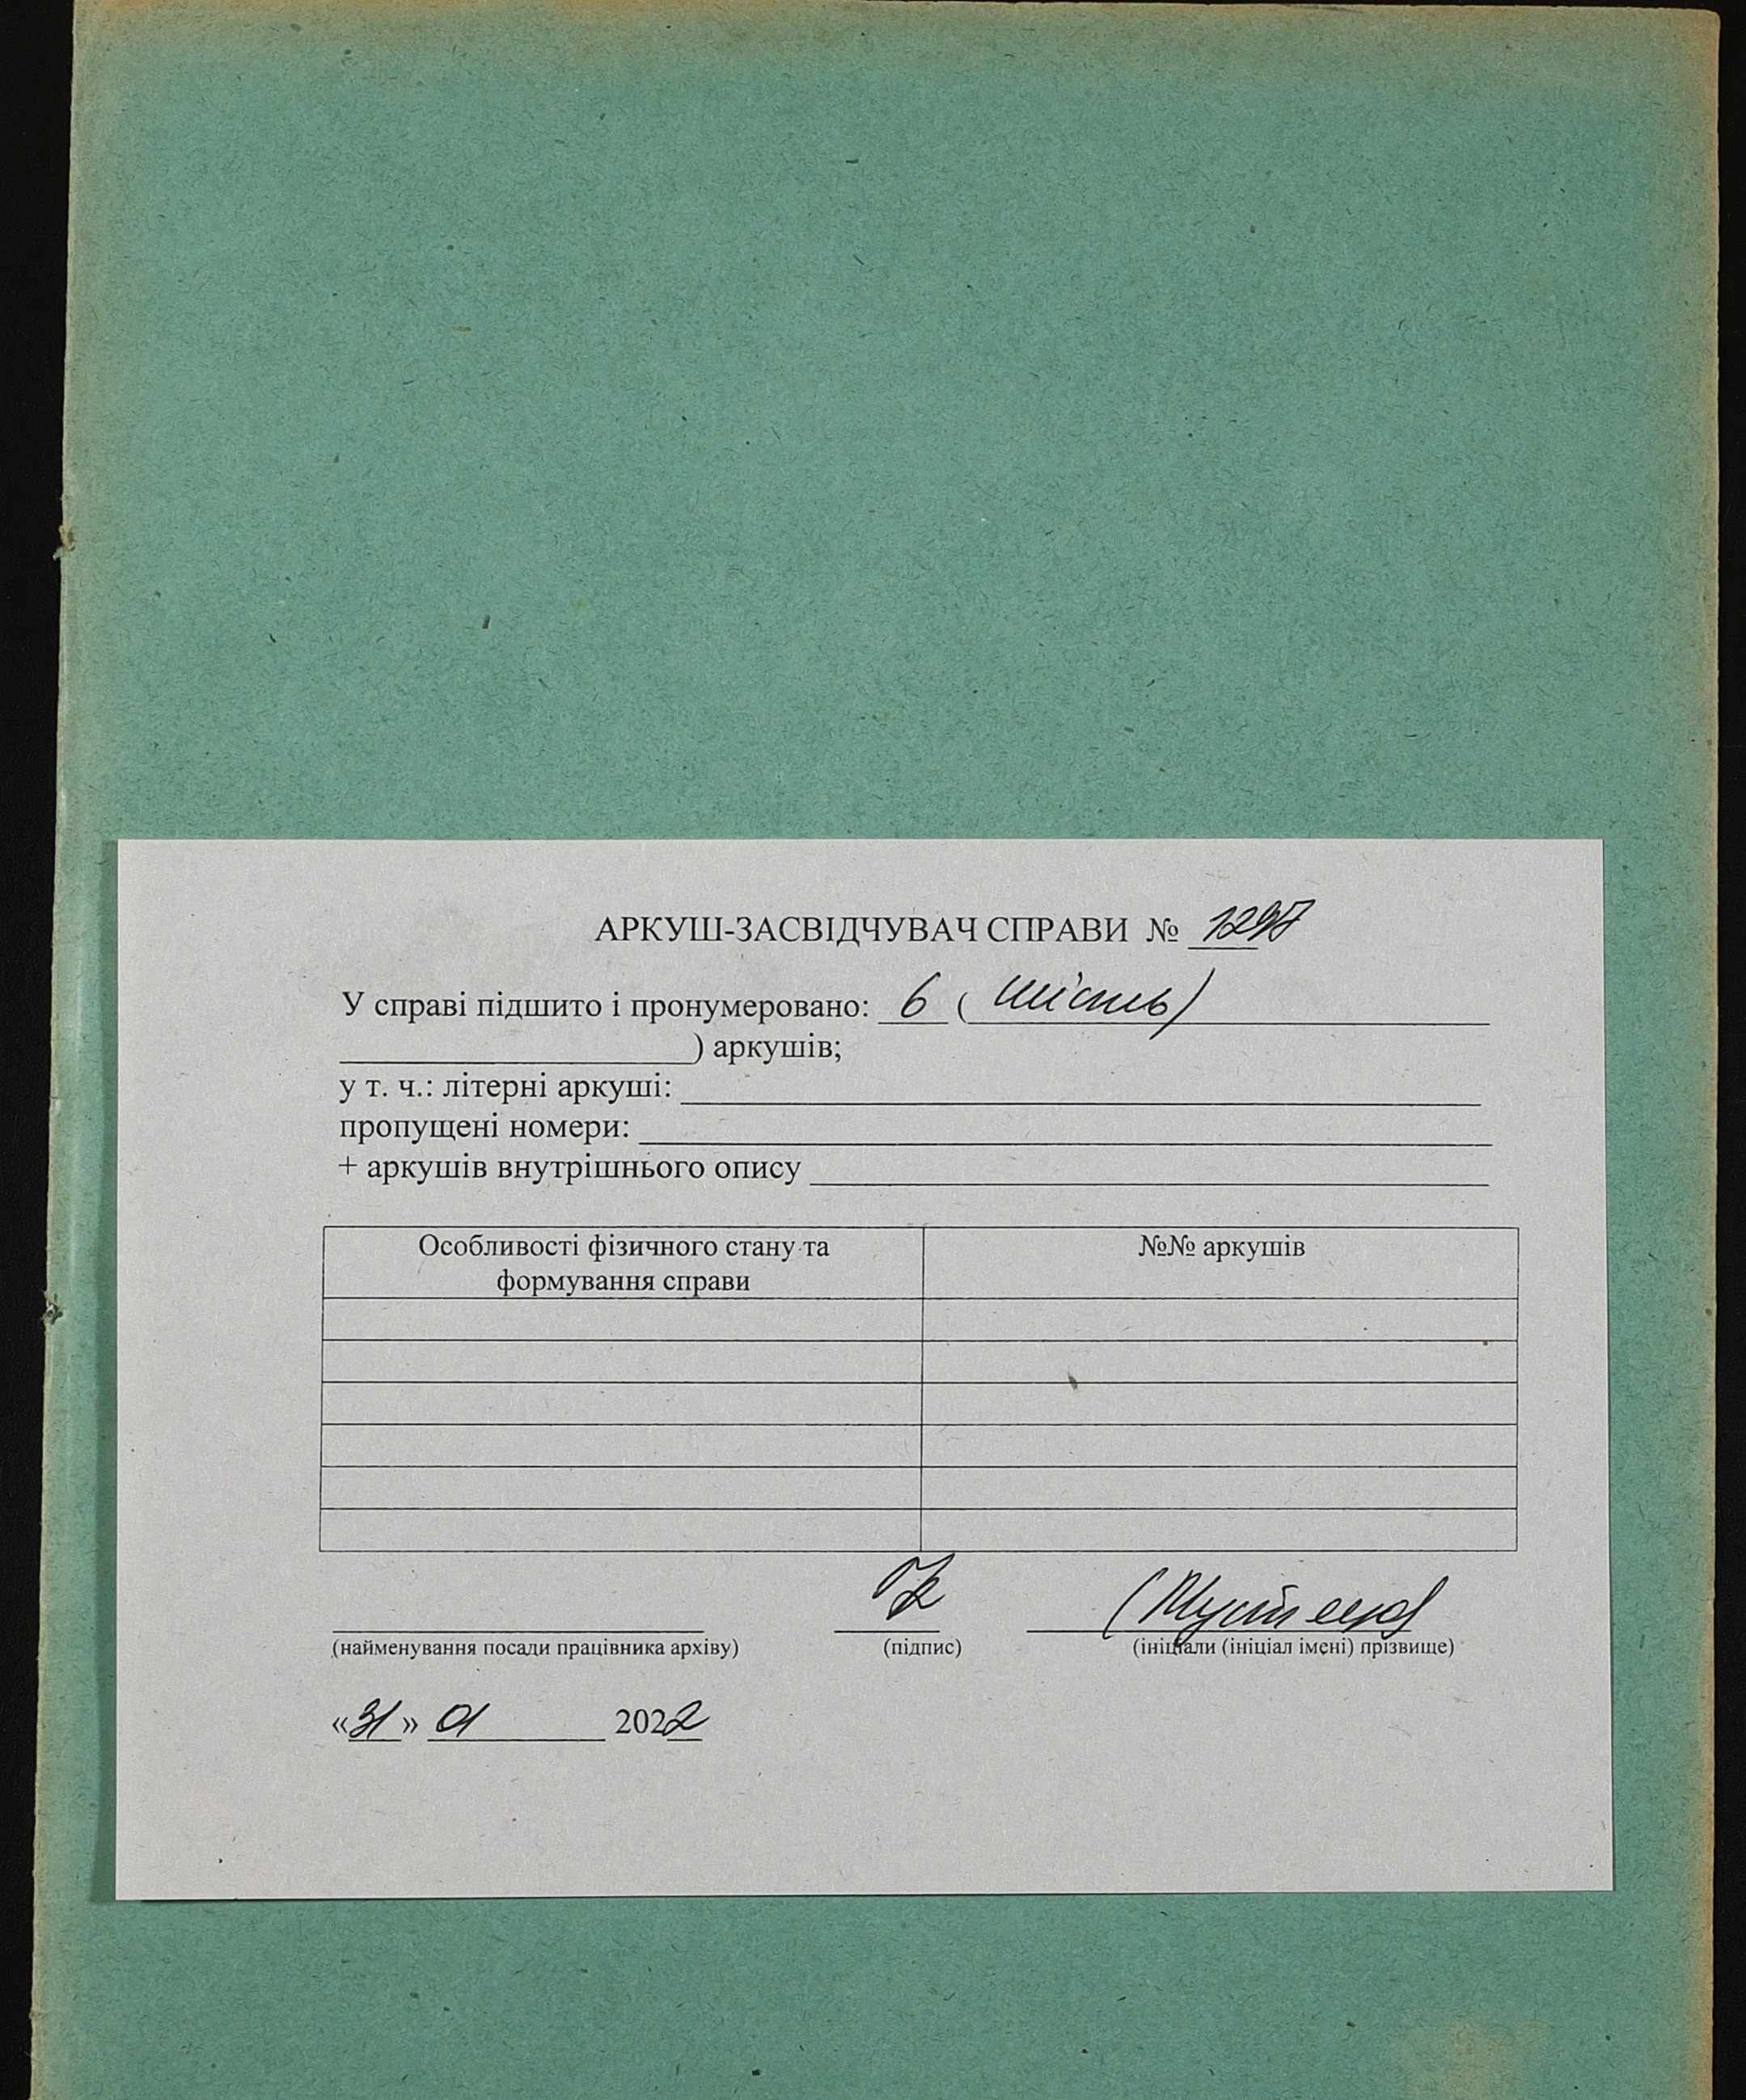 АРКУШ-ЗАСВІДЧУВАЧ СПРАВИ № 1297
У справі підшито і пронумеровано: 6 ( шість)
) аркушів;
у т. ч.: літерні аркуші:
пропущені номери:
+ аркушів внутрішнього опису
Особливості фізичного стану та формування справи №№ аркушів
(найменування посади працівника архіву) (підпис) (ініціали (ініціал імені) прізвище)
«31» 01 2022